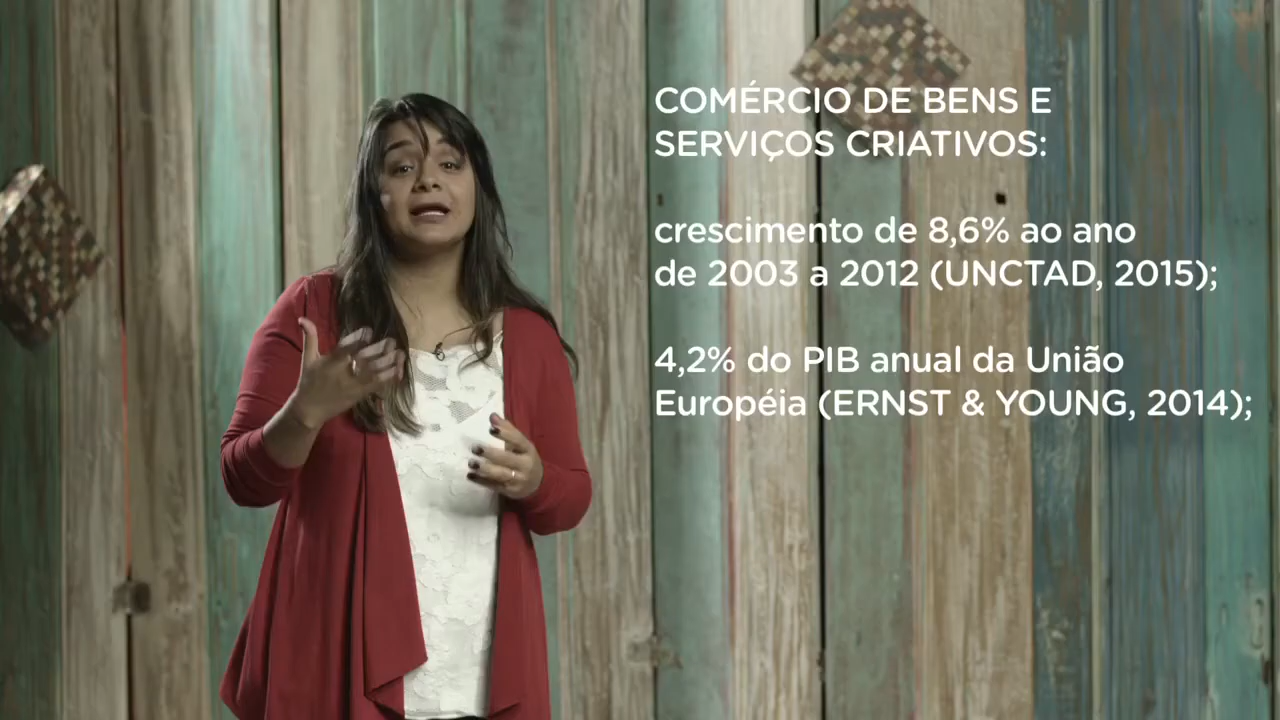 COMÉRCIO DE BENS E
SERVIÇOS CRIATIVOS:
crescimento de 8,6% ao ano
de 2003 a 2012 (UNCTAD, 2015);
4,2% do PIB anual da União
Européia (ERNST & YOUNG, 2014);